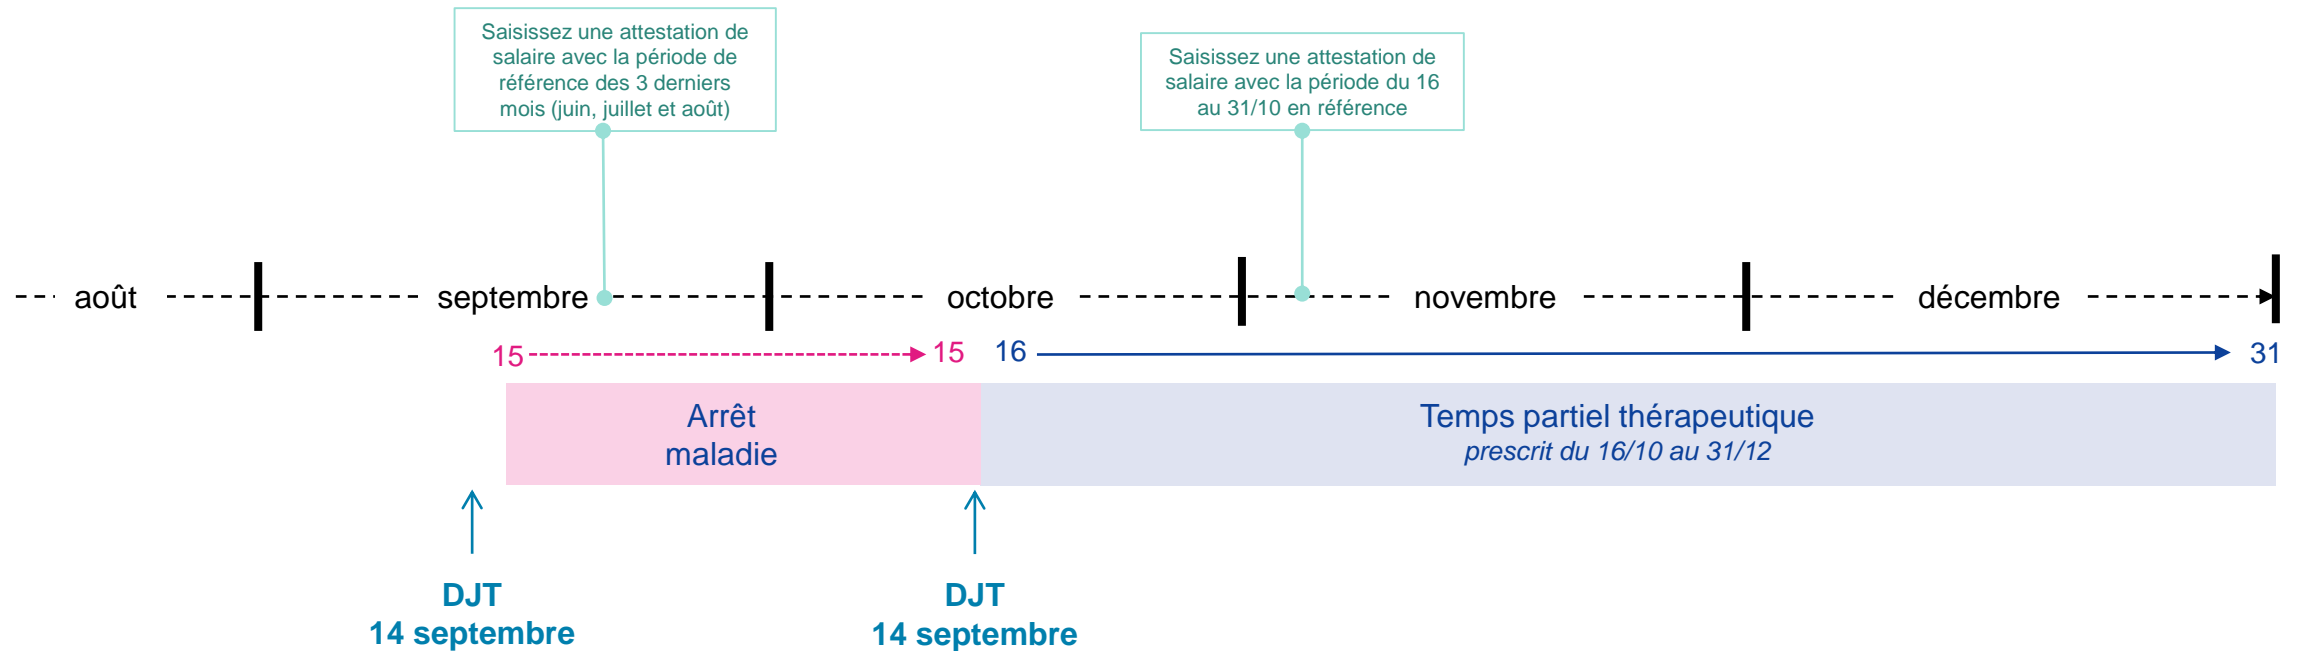 Saisissez une attestation de
salaire avec la période de
référence des 3 derniers
mois (juin, juillet et août)
Saisissez une attestation de
salaire avec la période du 16
au 31/10 en référence
août
septembre
octobre
novembre
décembre
15
15
16
31
Arrêt
maladie
Temps partiel thérapeutique
prescrit du 16/10 au 31/12
DJT
14 septembre
DJT
14 septembre